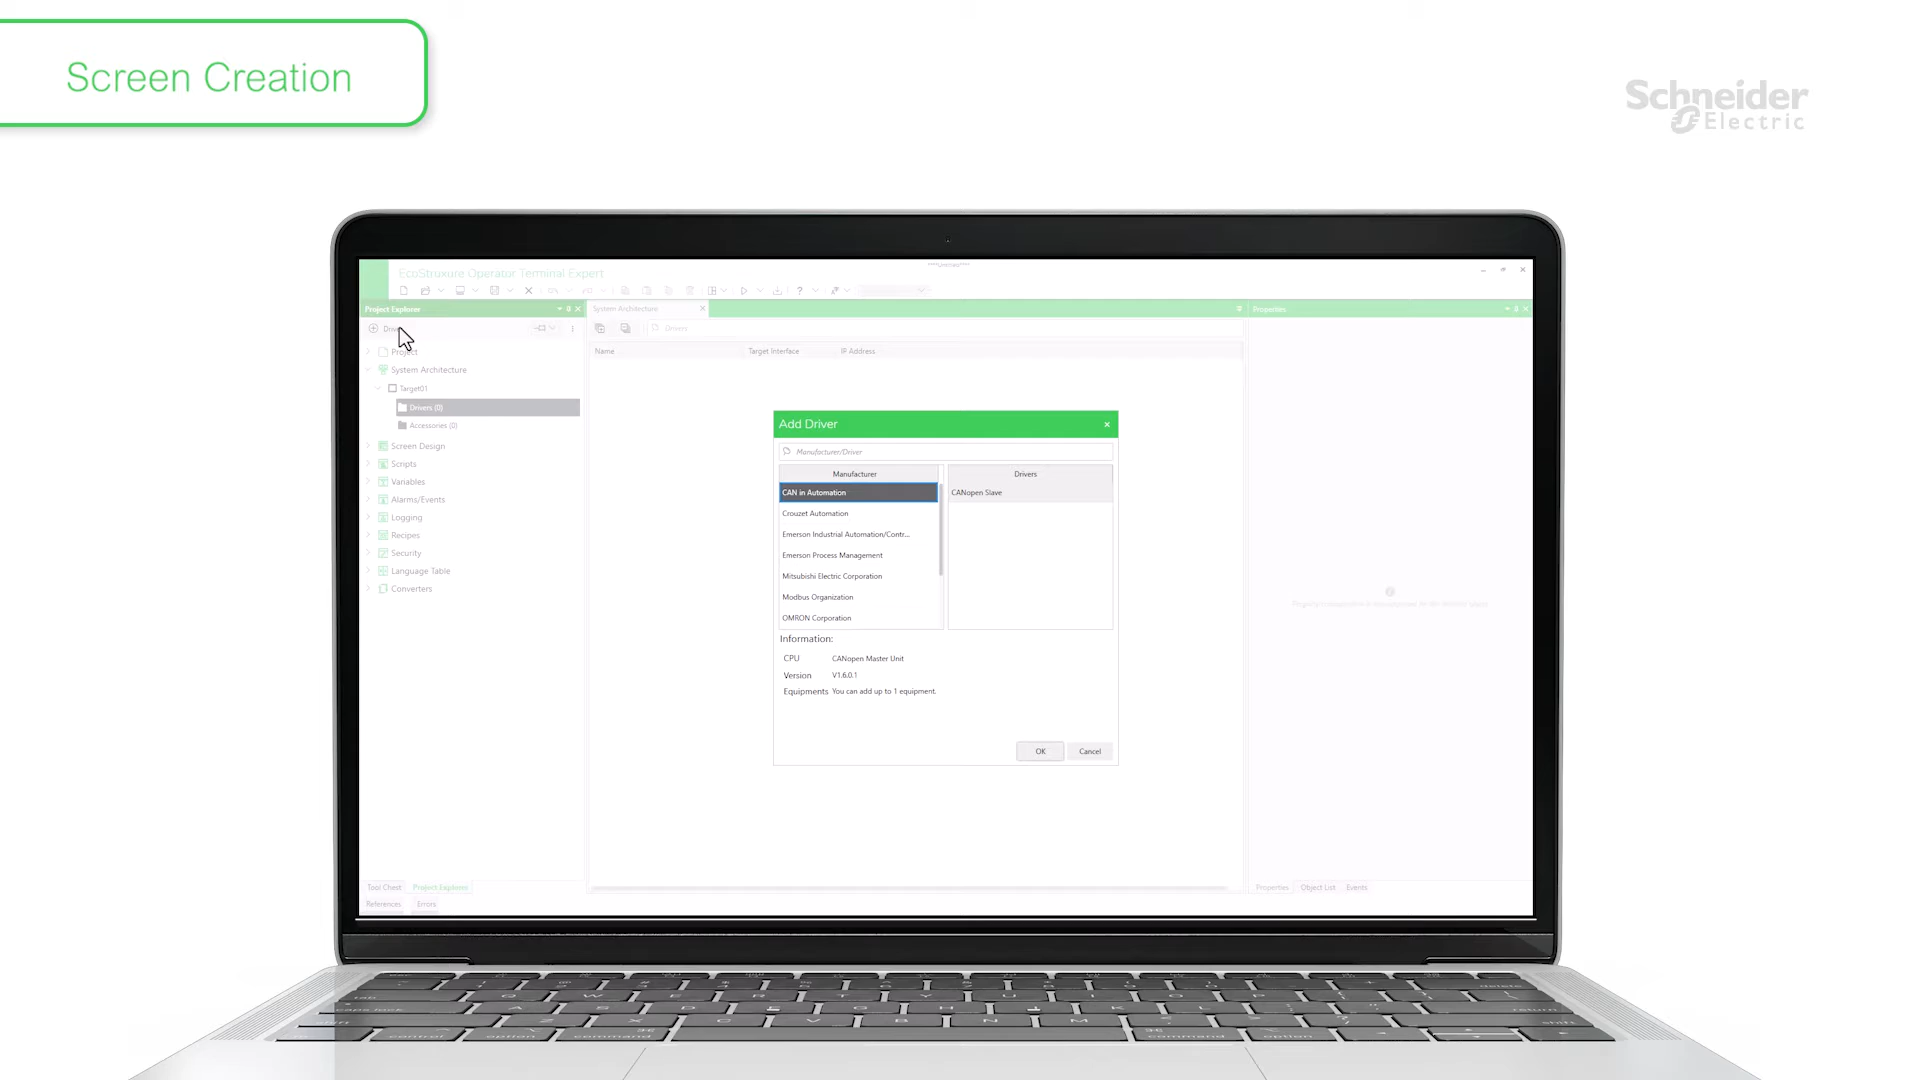 Screen Creation
Schneider
Electric
EcoStruxure Operator Terminal Expert
Project Explorer
System Architecture
Properties
Drivers
Project
Name
Target Interface
IP Address
System Architecture
Target01
Drivers (0)
Accessories (0)
Screen Design
Scripts
Variables
Alarms/Events
Logging
Recipes
Security
Language Table
Converters
Add Driver
Manufacturer/Driver
Manufacturer
Drivers
CAN in Automation
CANopen Slave
Crouzet Automation
Emerson Industrial Automation/Contr...
Emerson Process Management
Mitsubishi Electric Corporation
Modbus Organization
OMRON Corporation
Information:
CPU
CANopen Master Unit
Version
V1.6.0.1
Equipments
You can add up to 1 equipment.
OK
Cancel
Tool Chest
Project Explorer
Properties
Object List
Events
References
Errors